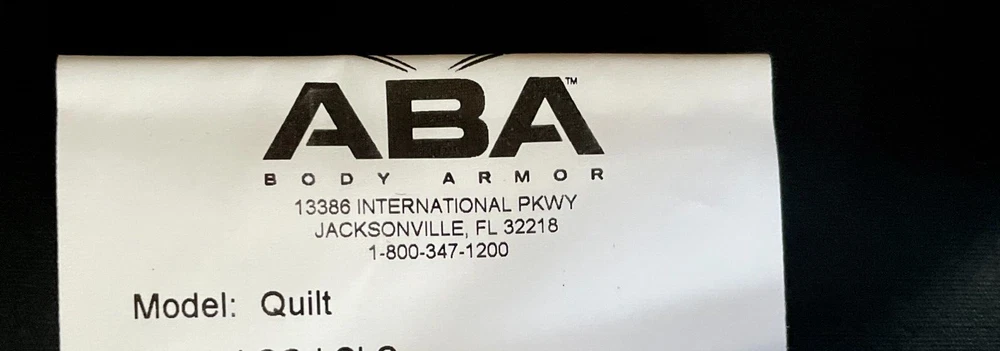 ABA™
BODY ARMOR
13386 INTERNATIONAL PKWY
JACKSONVILLE, FL 32218
1-800-347-1200
Model: Quilt